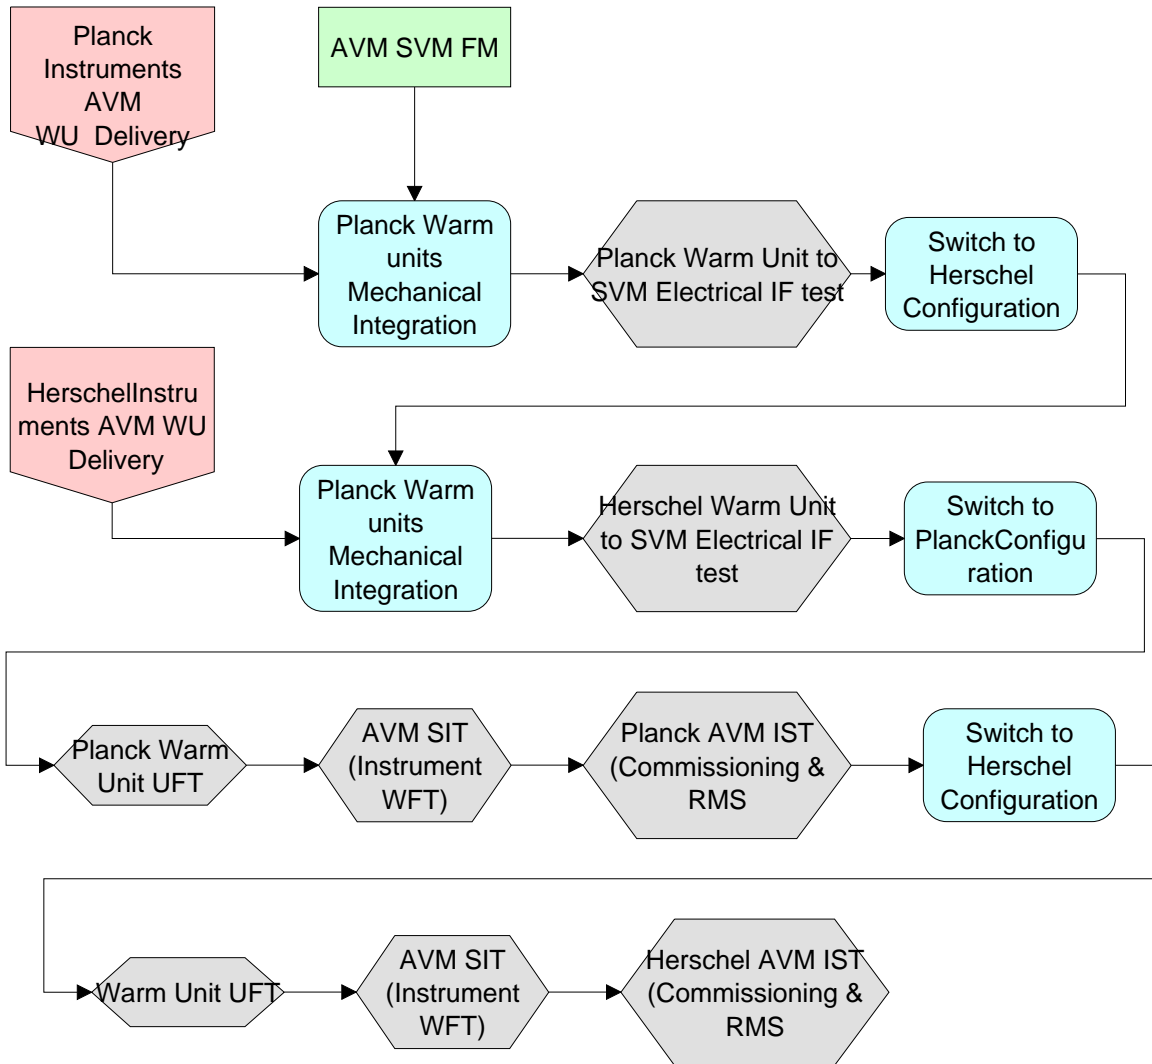 Planck
Instruments
AVM
WU Delivery
AVM SVM FM
Planck Warm
units
Mechanical
Integration
Planck Warm Unit to
SVM Electrical IF test
Switch to
Herschel
Configuration
HerschelInstru
ments AVM WU
Delivery
Planck Warm
units
Mechanical
Integration
Herschel Warm Unit
to SVM Electrical IF
test
Switch to
PlanckConfigu
ration
Planck Warm
Unit UFT
AVM SIT
(Instrument
WFT)
Planck AVM IST
(Commissioning &
RMS
Switch to
Herschel
Configuration
Warm Unit UFT
AVM SIT
(Instrument
WFT)
Herschel AVM IST
(Commissioning &
RMS